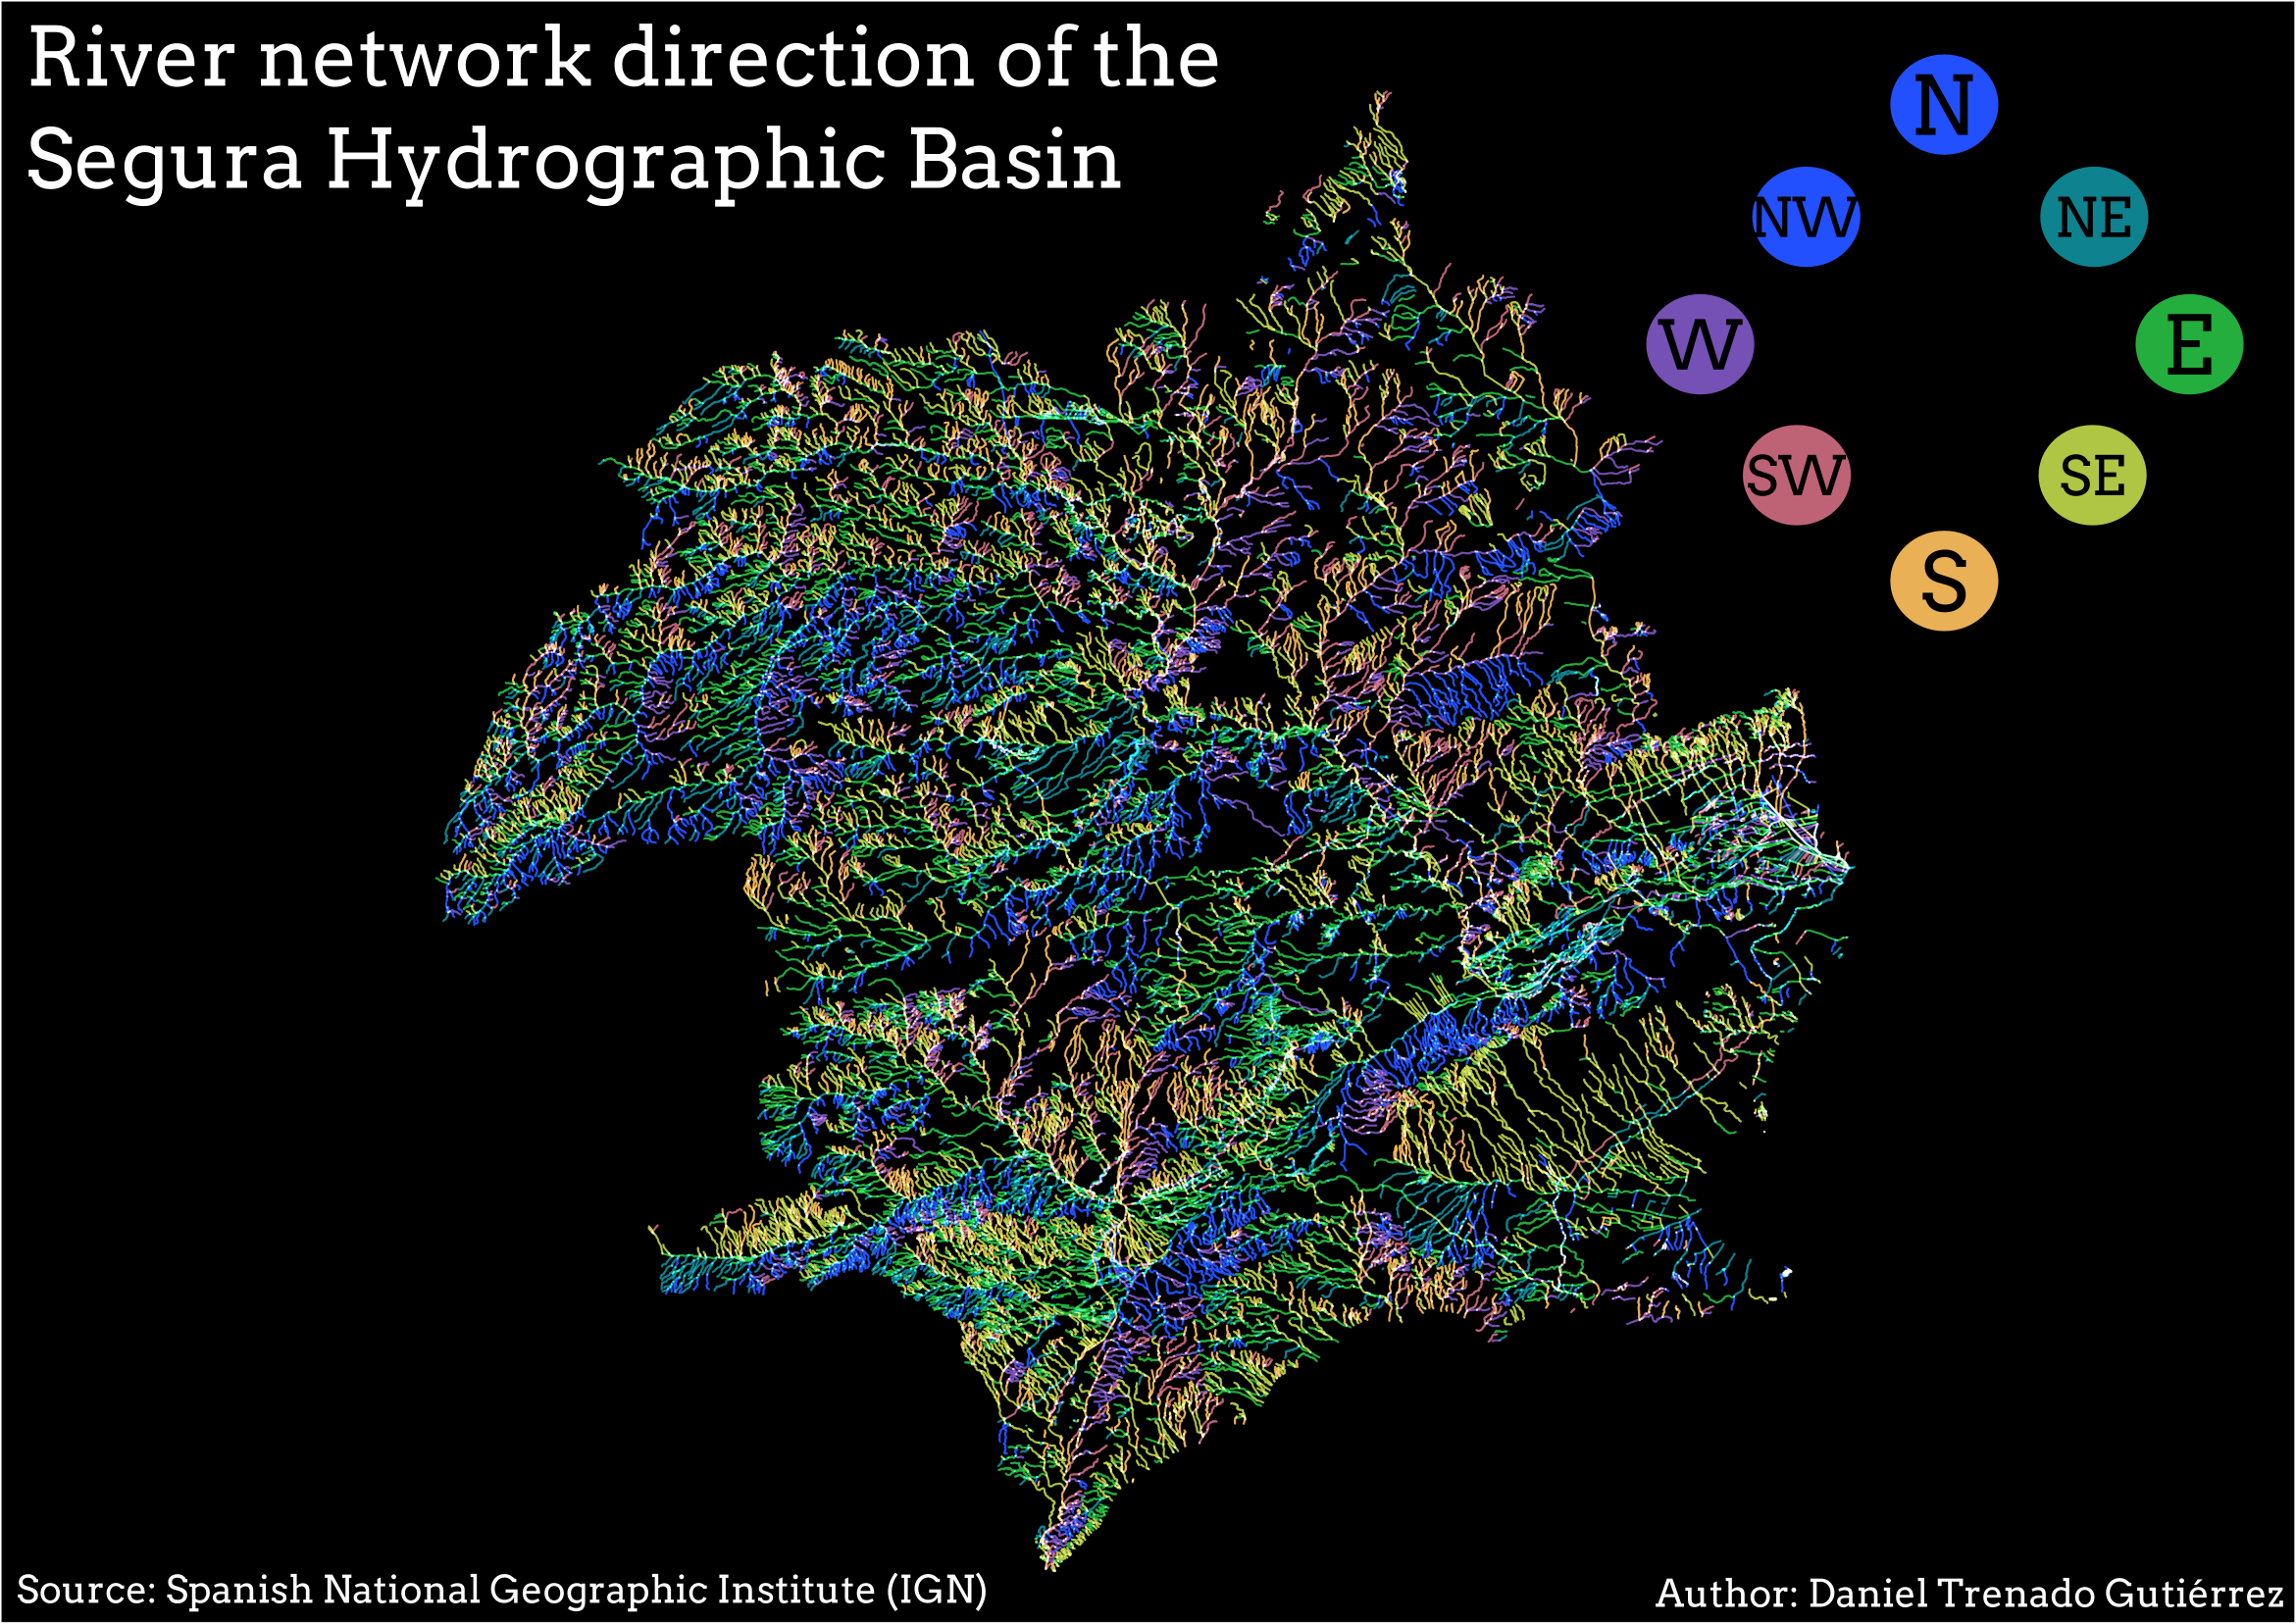 River network direction of the
Segura Hydrographic Basin
N
NW
NE
W
E
SW
SE
S
Source: Spanish National Geographic Institute (IGN)
Author: Daniel Trenado Gutiérrez